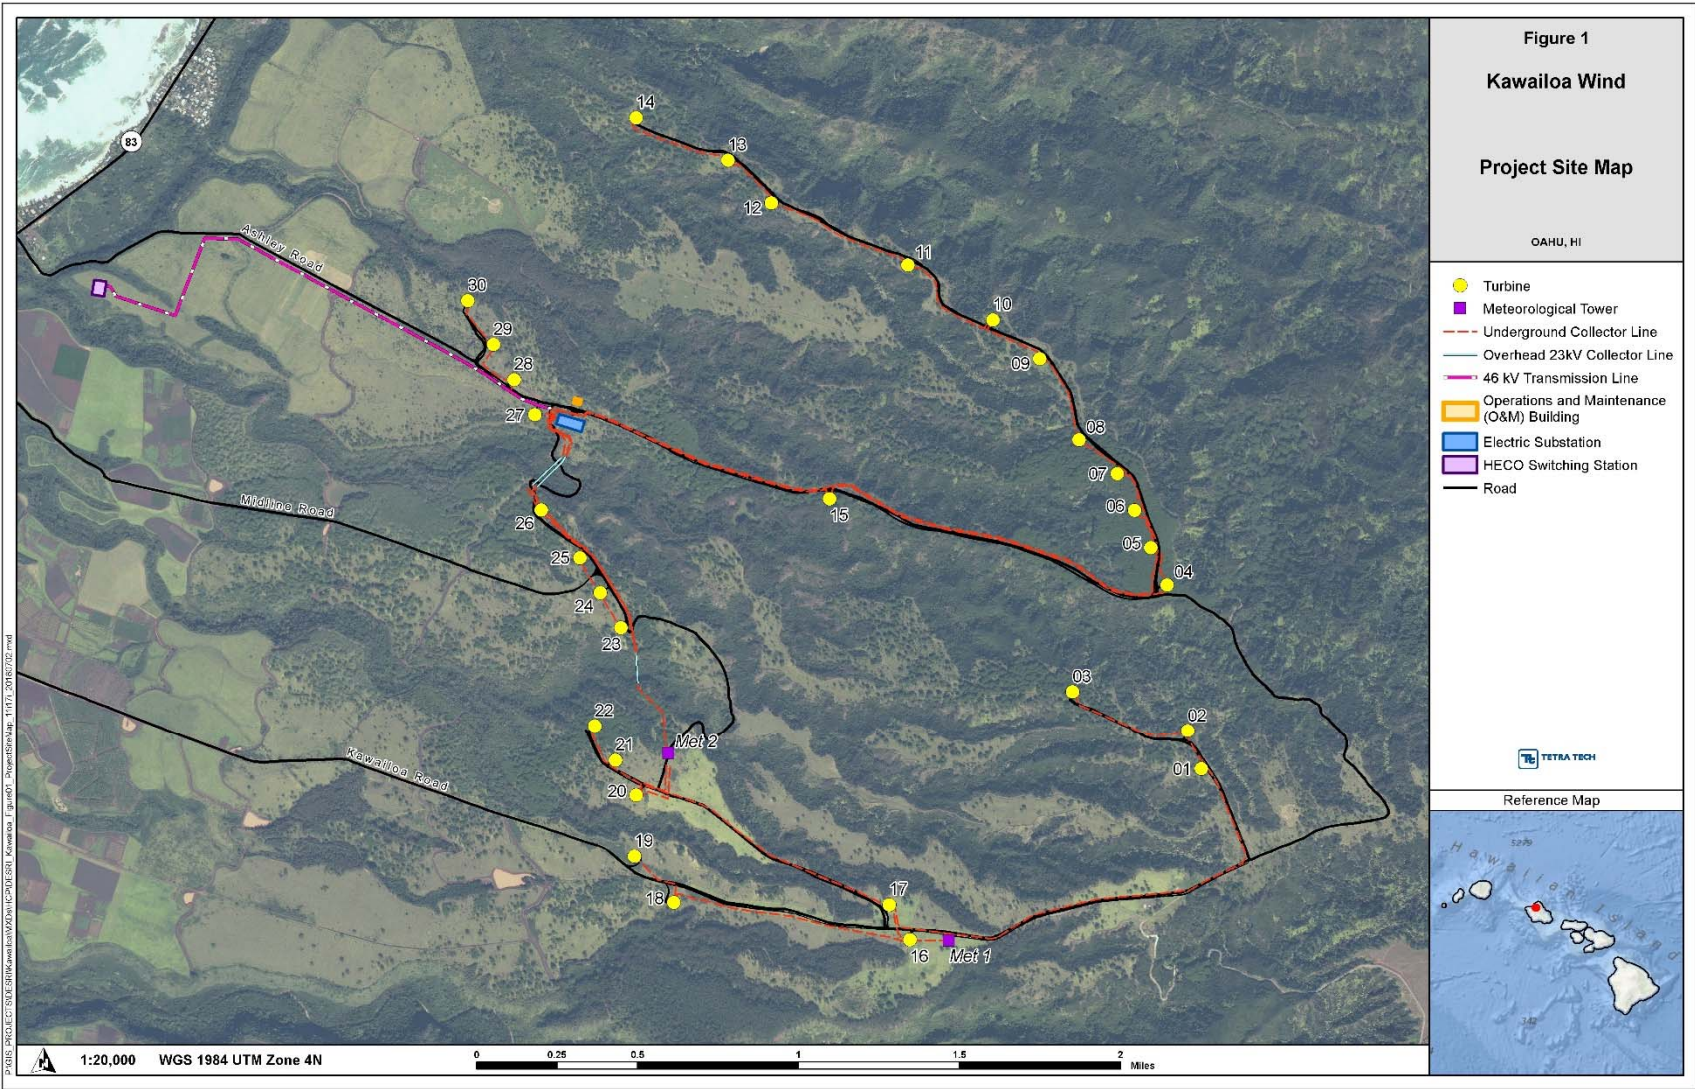 Figure 1
Kawailoa Wind
Project Site Map
OAHU, HI
Turbine
Meteorological Tower
Underground Collector Line
Overhead 23kV Collector Line
46 kV Transmission Line
Operations and Maintenance
(O&M) Building
Electric Substation
HECO Switching Station
Road
TETRA TECH
Reference Map
Hawaiian Island
5299
342
83
14
13
12
11
10
09
08
07
06
05
04
03
02
01
Ashley Road
30
29
28
27
15
Midline Road
26
25
24
23
22
21
20
Met 2
Kawailoa Road
19
18
17
16
Met 1
1:20,000 WGS 1984 UTM Zone 4N
0 0.25 0.5 1 1.5 2
Miles